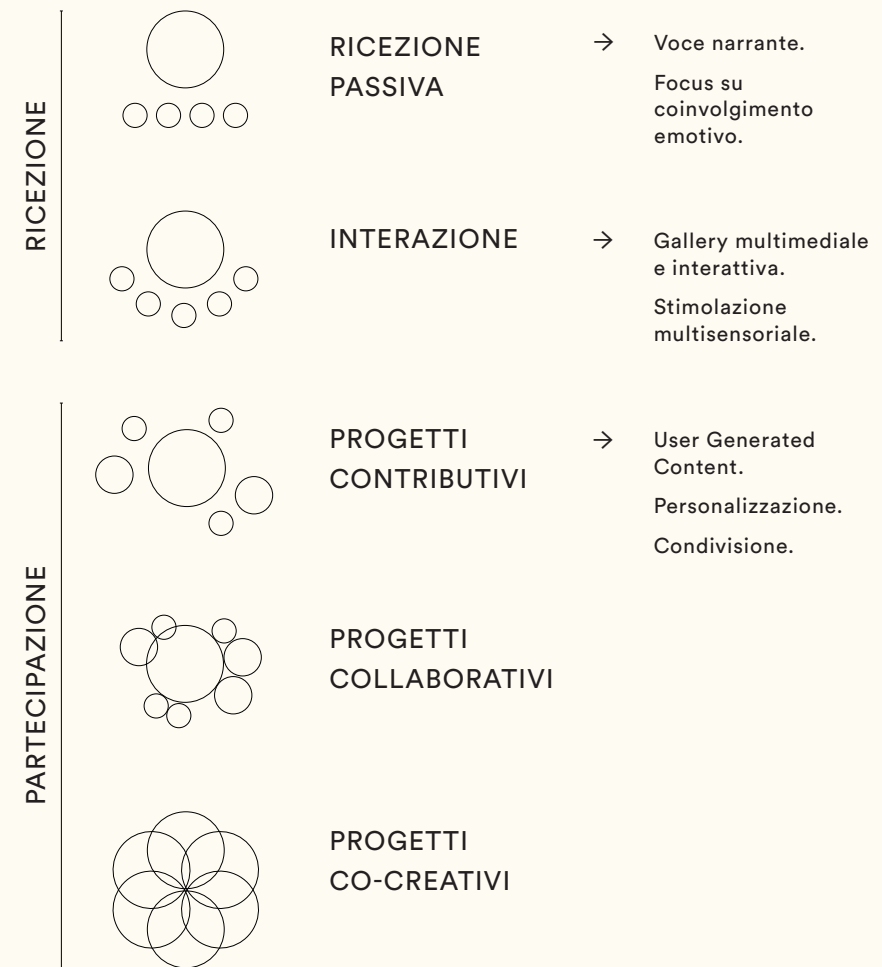 RICEZIONE
RICEZIONE
PASSIVA
→ Voce narrante.
Focus su
coinvolgimento
emotivo.
INTERAZIONE
→ Gallery multimediale
e interattiva.
Stimolazione
multisensoriale.
PARTECIPAZIONE
PROGETTI
CONTRIBUTIVI
→ User Generated
Content.
Personalizzazione.
Condivisione.
PROGETTI
COLLABORATIVI
PROGETTI
CO-CREATIVI